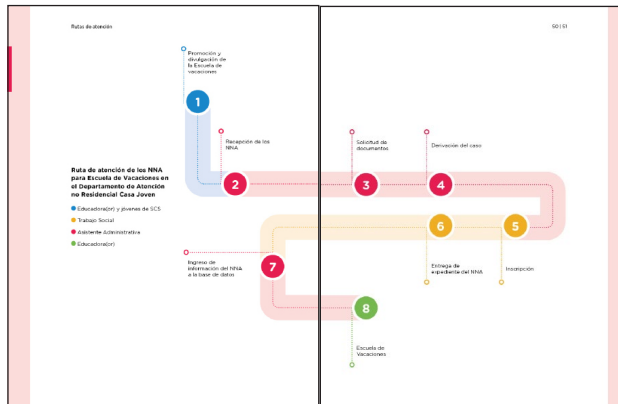 Rutas de atención
50 | 51
Promoción y
divulgación de
la Escuela de
vacaciones
1
Recepción de los
NNA
2
Solicitud de
documentos
3
Derivación del caso
4
Ruta de atención de los NNA
para Escuela de Vacaciones en
el Departamento de Atención
no Residencial Casa Joven
Educadora(or) y jóvenes de SCS
Trabajo Social
Asistente Administrativa
Educadora(or)
5
Inscripción
6
Entrega de
expediente del NNA
7
Ingreso de
información del NNA
a la base de datos
8
Escuela de
Vacaciones